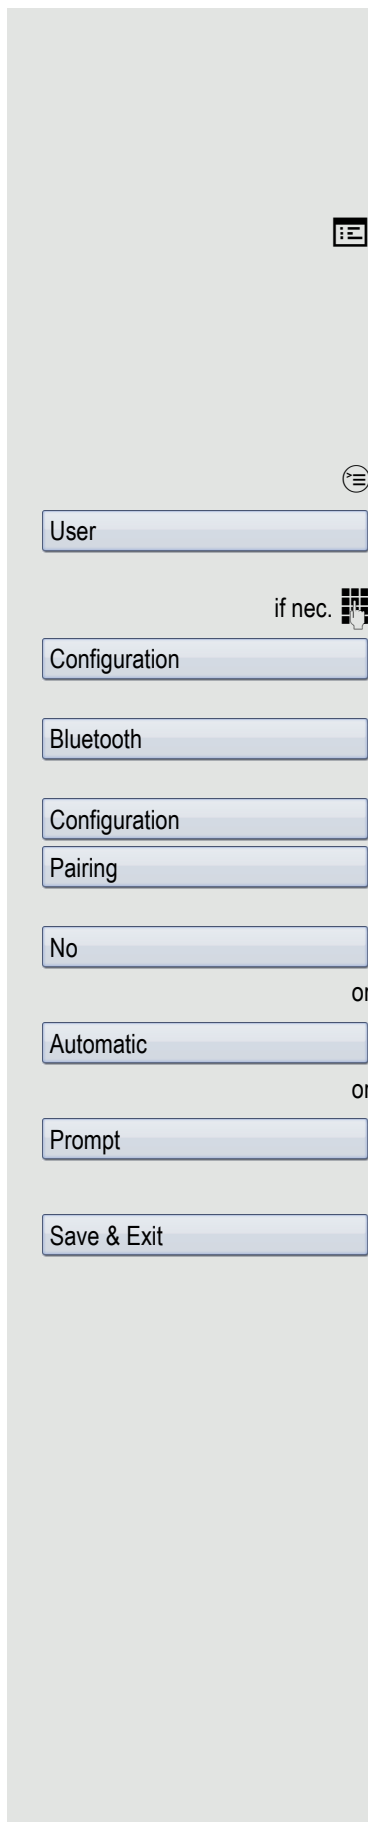 User
if nec.
Configuration
Bluetooth
Configuration
Pairing
No
or
Automatic
or
Prompt
Save & Exit